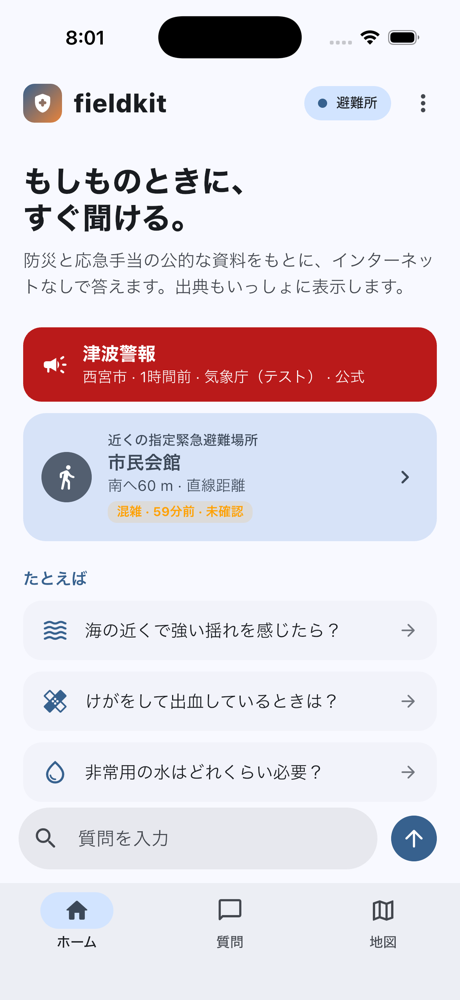 8:01
fieldkit
避難所
もしものときに、
すぐ聞ける。
防災と応急手当の公的な資料をもとに、インターネッ
トなしで答えます。出典もいっしょに表示します。
津波警報
西宮市 · 1時間前 · 気象庁（テスト） · 公式
近くの指定緊急避難場所
市民会館
南へ60 m · 直線距離
混雑 · 59分前 · 未確認
たとえば
海の近くで強い揺れを感じたら？
けがをして出血しているときは？
非常用の水はどれくらい必要？
質問を入力
ホーム
質問
地図